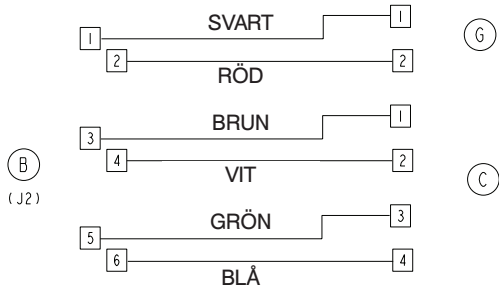 SVART 1
1 G
2 2
RÖD
BRUN 1
3
4 2
B VIT C
(J2)
GRÖN 3
5
6 4
BLÅ